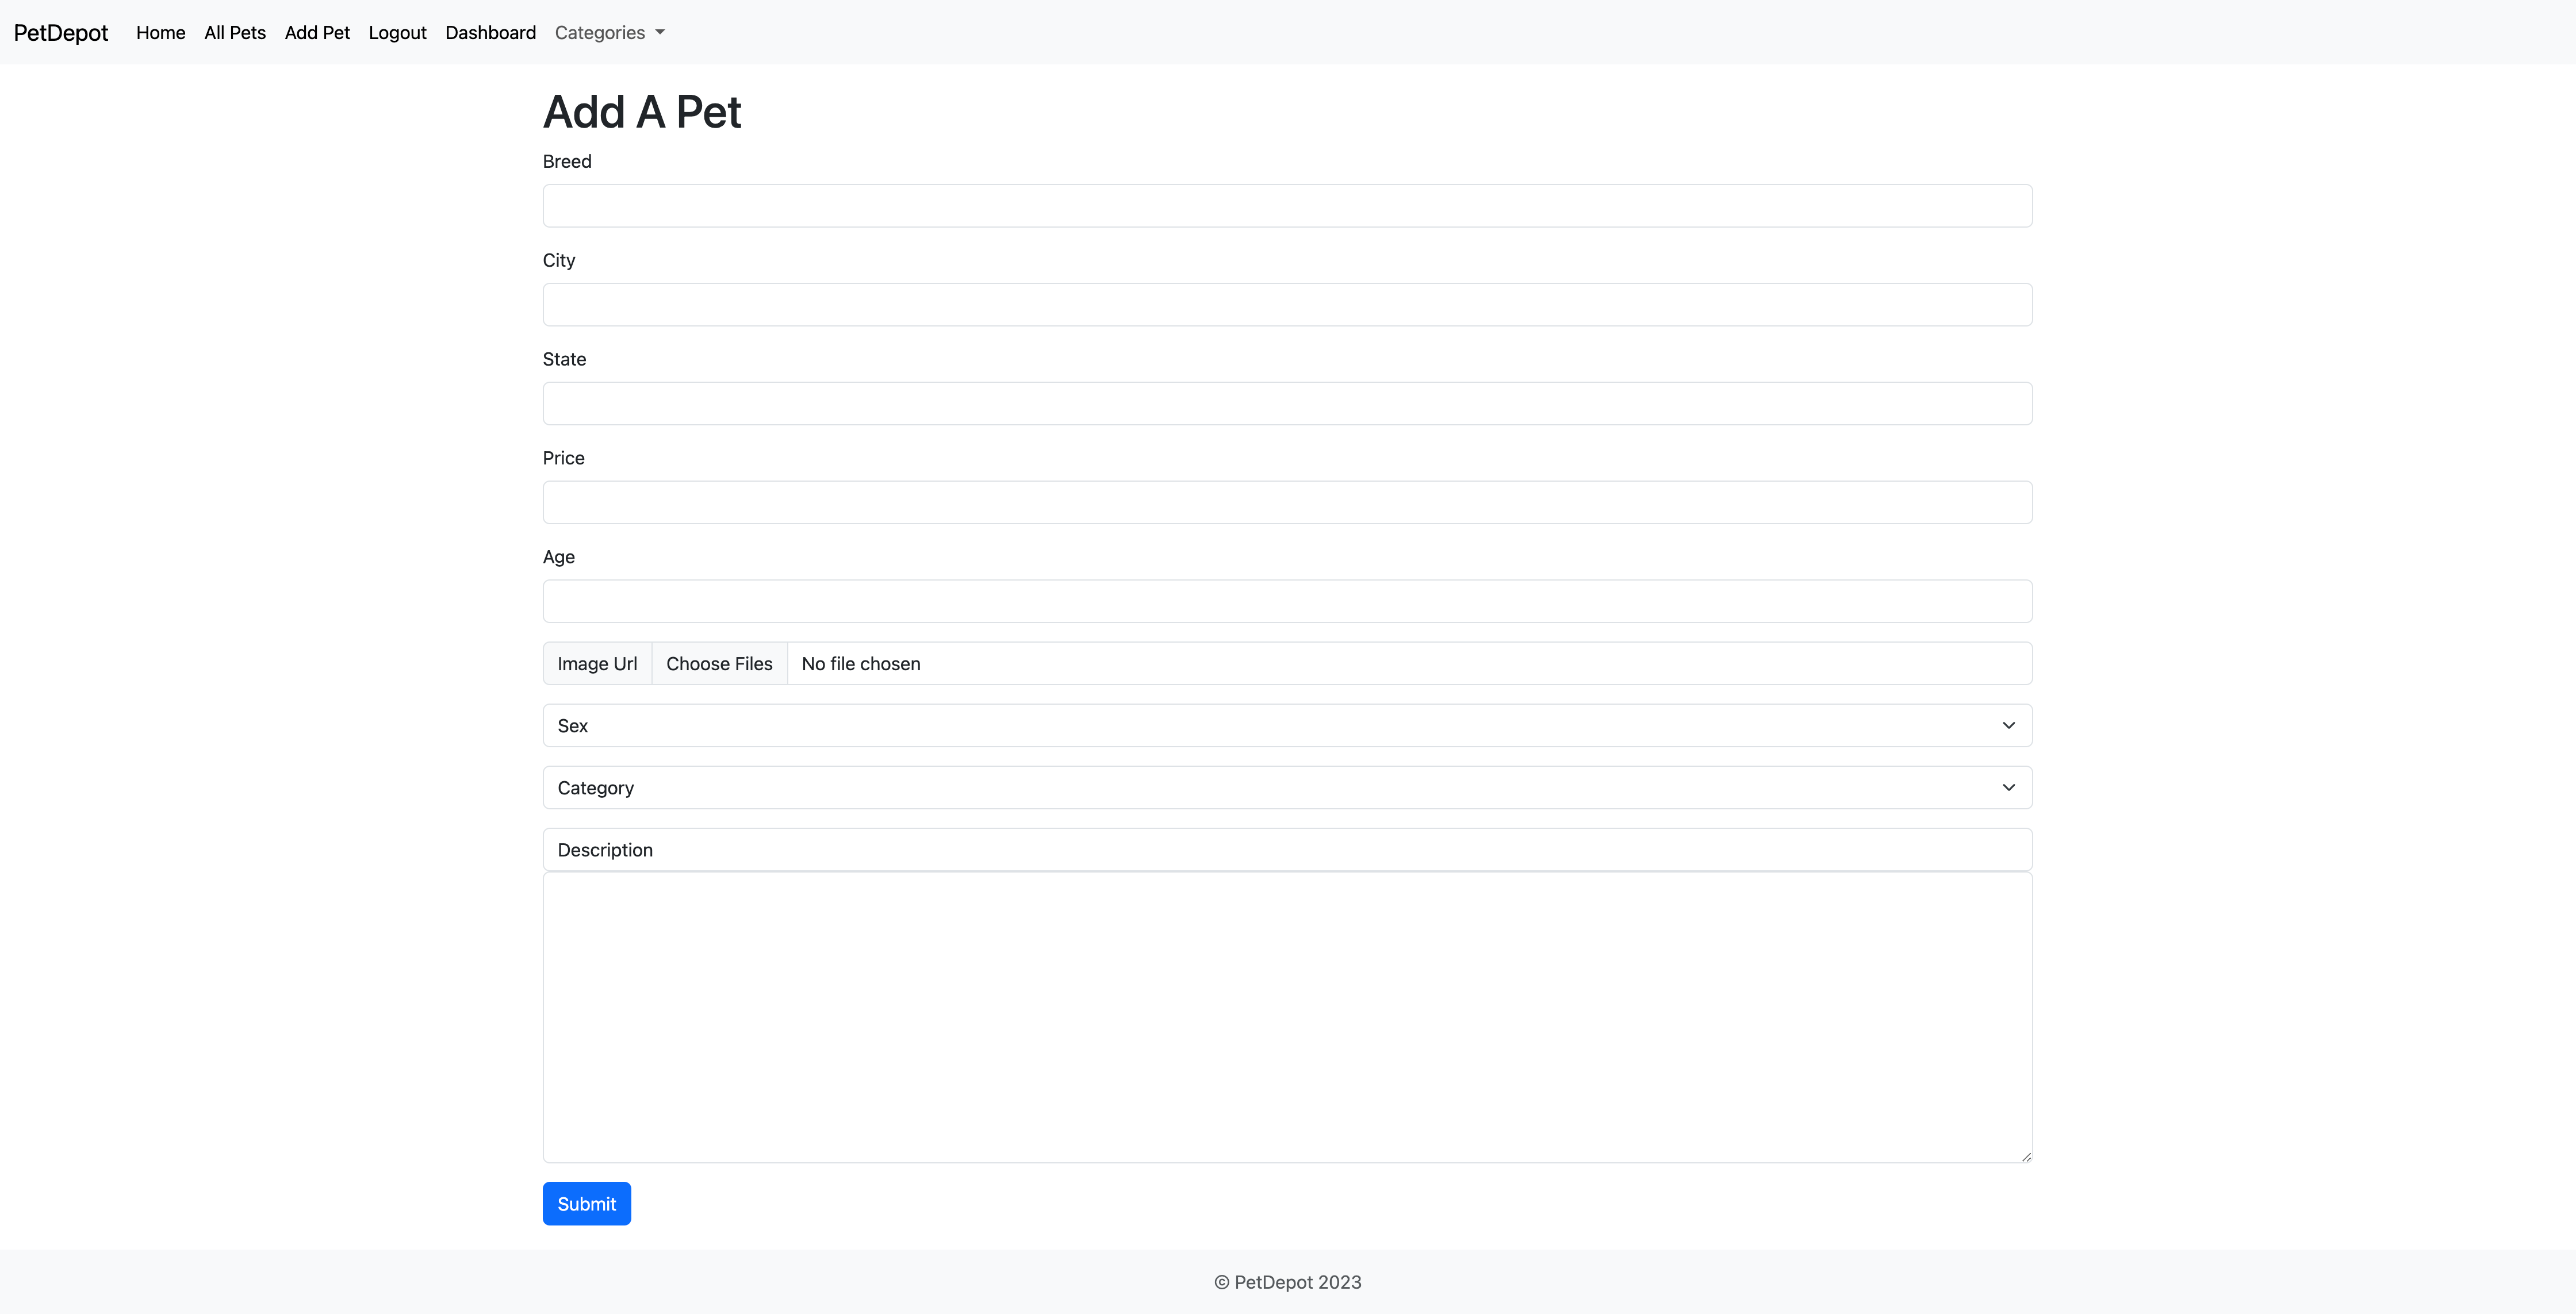 PetDepot Home All Pets Add Pet Logout Dashboard Categories
Add A Pet
Breed
City
State
Price
Age
Image Url Choose Files No file chosen
Sex
Category
Description
Submit
© PetDepot 2023